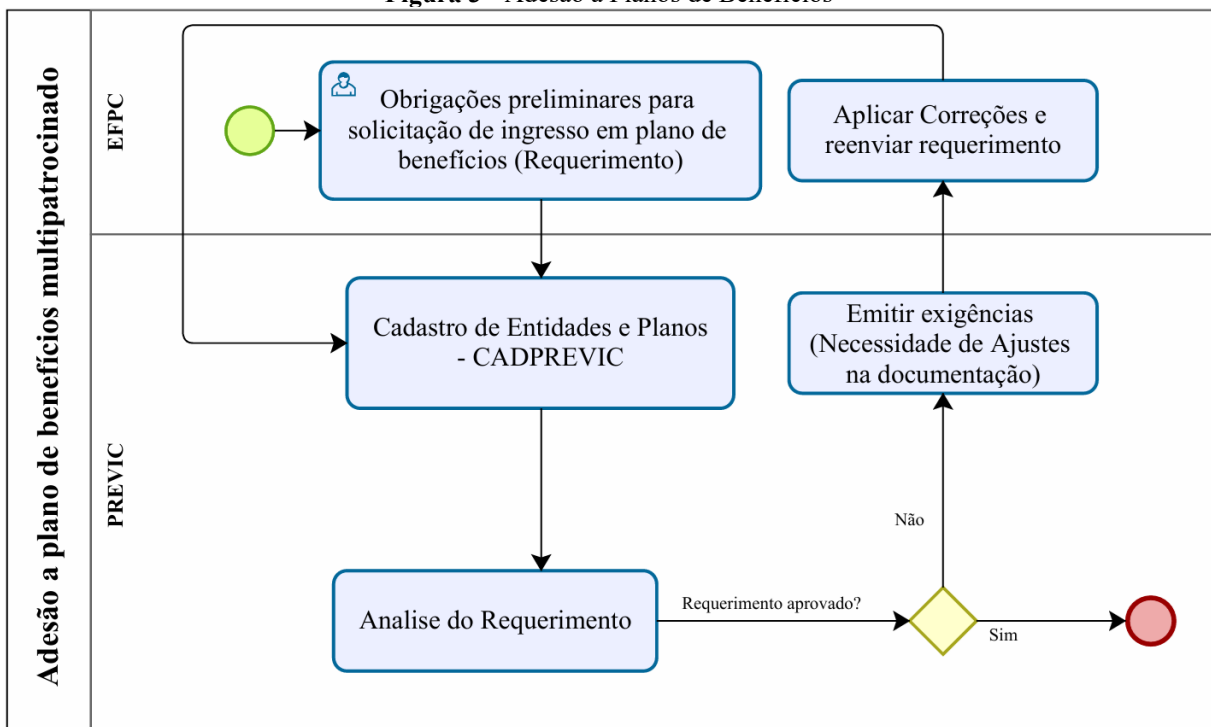 Figura 3 - Adesão a Planos de Benefícios
Adesão a plano de benefícios multipatrocinado
EFPC
Obrigações preliminares para
solicitação de ingresso em plano de
benefícios (Requerimento)
Aplicar Correções e
reenviar requerimento
PREVIC
Cadastro de Entidades e Planos
- CADPREVIC
Emitir exigências
(Necessidade de Ajustes
na documentação)
Não
Analise do Requerimento
Requerimento aprovado?
Sim